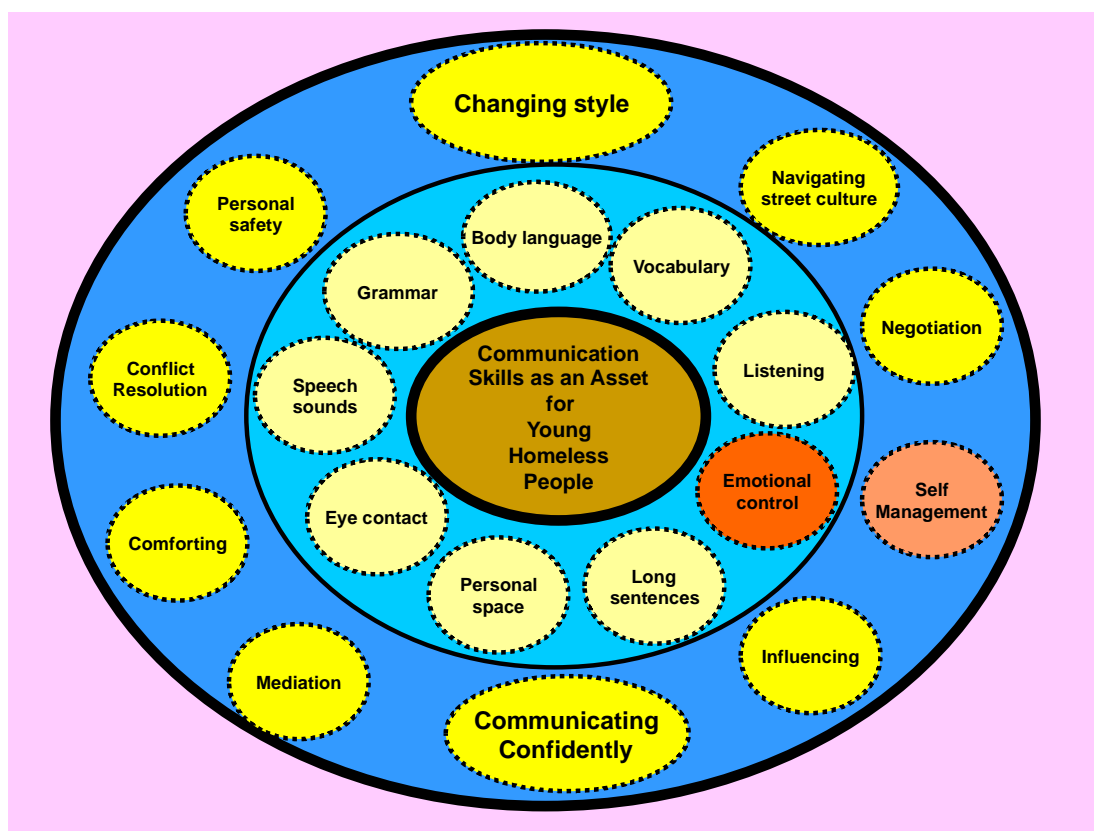 Changing style
Personal
safety
Navigating
street culture
Body language
Vocabulary
Grammar
Negotiation
Communication
Skills as an Asset
for
Young
Homeless
People
Listening
Conflict
Resolution
Speech
sounds
Emotional
control
Self
Management
Eye contact
Comforting
Personal
space
Long
sentences
Influencing
Mediation
Communicating
Confidently